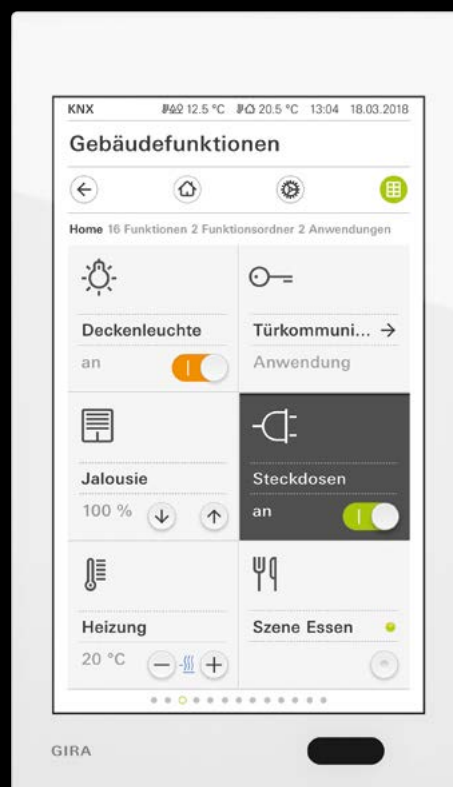 KNX 12.5 °C 20.5 °C 13:04 18.03.2018
Gebäudefunktionen
Home 16 Funktionen 2 Funktionsordner 2 Anwendungen
Deckenleuchte
an
Türkommuni...
Anwendung
Jalousie
100 %
Steckdosen
an
Heizung
20 °C
Szene Essen
GIRA